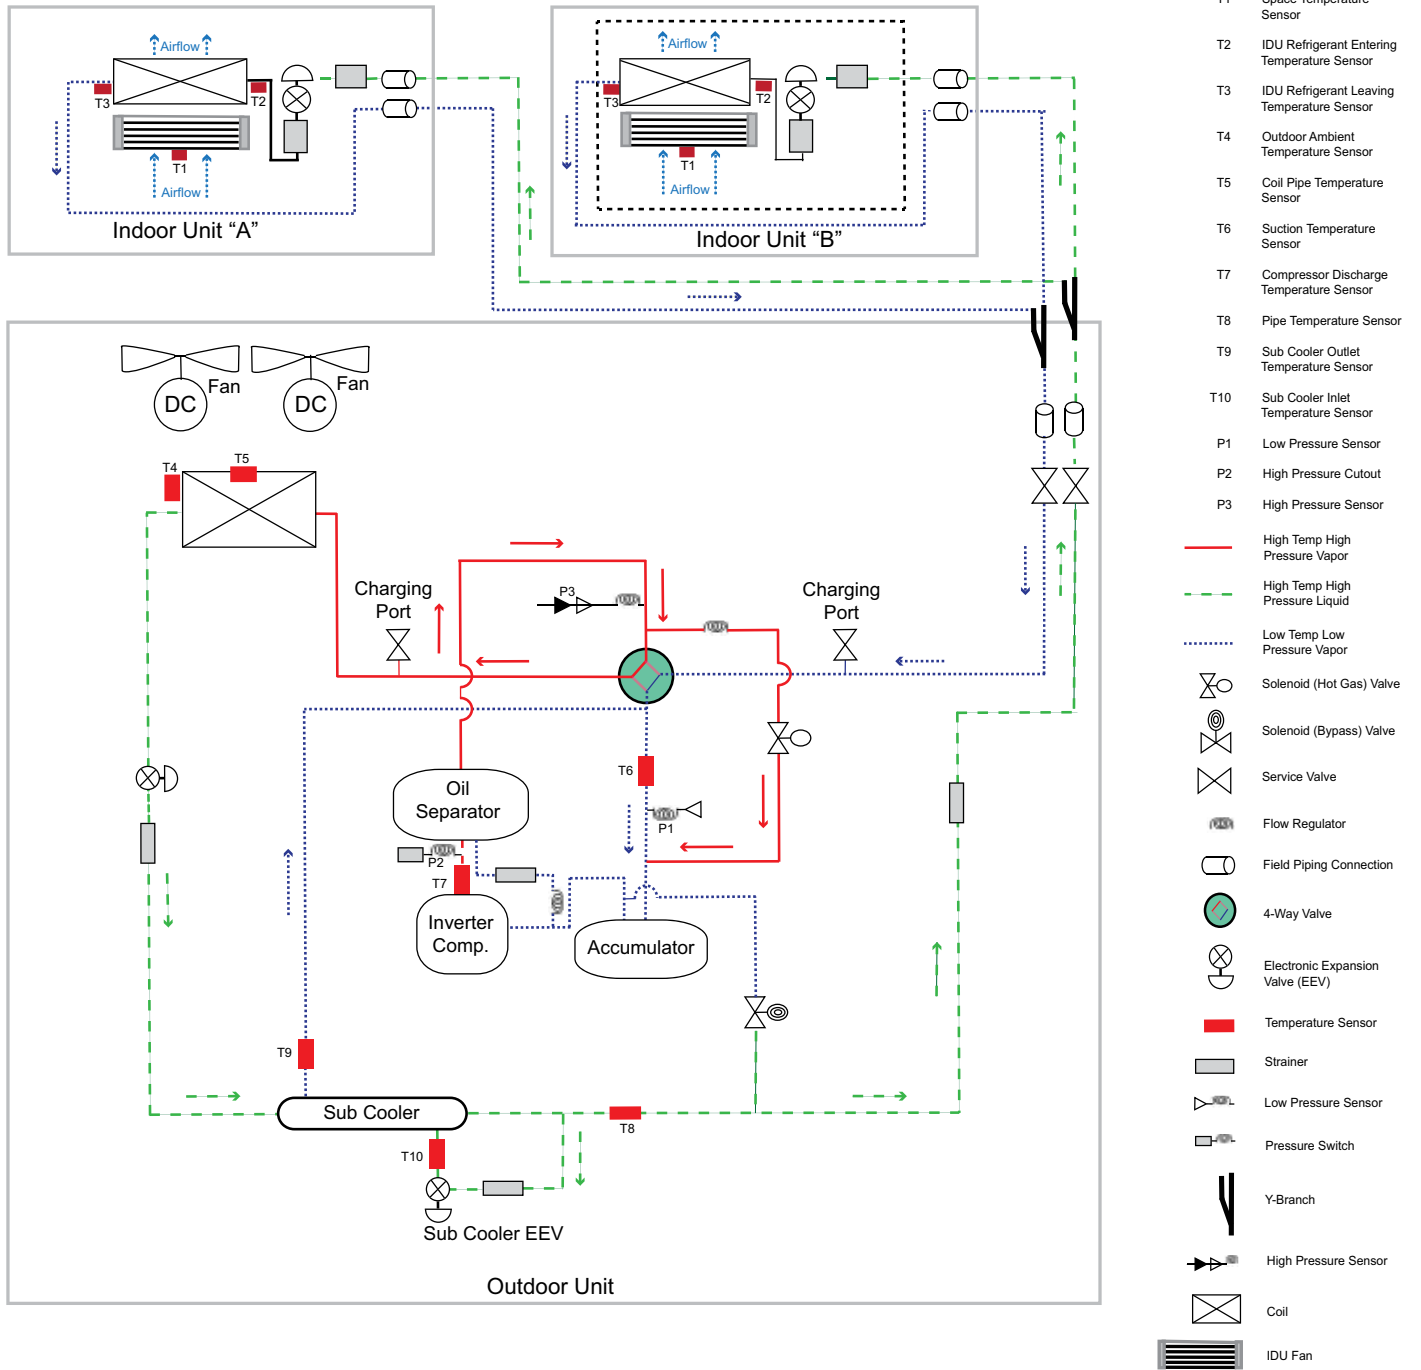 Airflow
T3
T2
T1
Airflow
Indoor Unit “A”
Airflow
T3
T2
T1
Airflow
Indoor Unit “B”
Fan
DC
Fan
DC
T4
T5
Charging
Port
P3
Charging
Port
T6
P1
Oil
Separator
P2
T7
Inverter
Comp.
Accumulator
T9
Sub Cooler
T8
T10
Sub Cooler EEV
Outdoor Unit
Sensor
T2 IDU Refrigerant Entering
Temperature Sensor
T3 IDU Refrigerant Leaving
Temperature Sensor
T4 Outdoor Ambient
Temperature Sensor
T5 Coil Pipe Temperature
Sensor
T6 Suction Temperature
Sensor
T7 Compressor Discharge
Temperature Sensor
T8 Pipe Temperature Sensor
T9 Sub Cooler Outlet
Temperature Sensor
T10 Sub Cooler Inlet
Temperature Sensor
P1 Low Pressure Sensor
P2 High Pressure Cutout
P3 High Pressure Sensor
High Temp High
Pressure Vapor
High Temp High
Pressure Liquid
Low Temp Low
Pressure Vapor
Solenoid (Hot Gas) Valve
Solenoid (Bypass) Valve
Service Valve
Flow Regulator
Field Piping Connection
4-Way Valve
Electronic Expansion
Valve (EEV)
Temperature Sensor
Strainer
Low Pressure Sensor
Pressure Switch
Y-Branch
High Pressure Sensor
Coil
IDU Fan